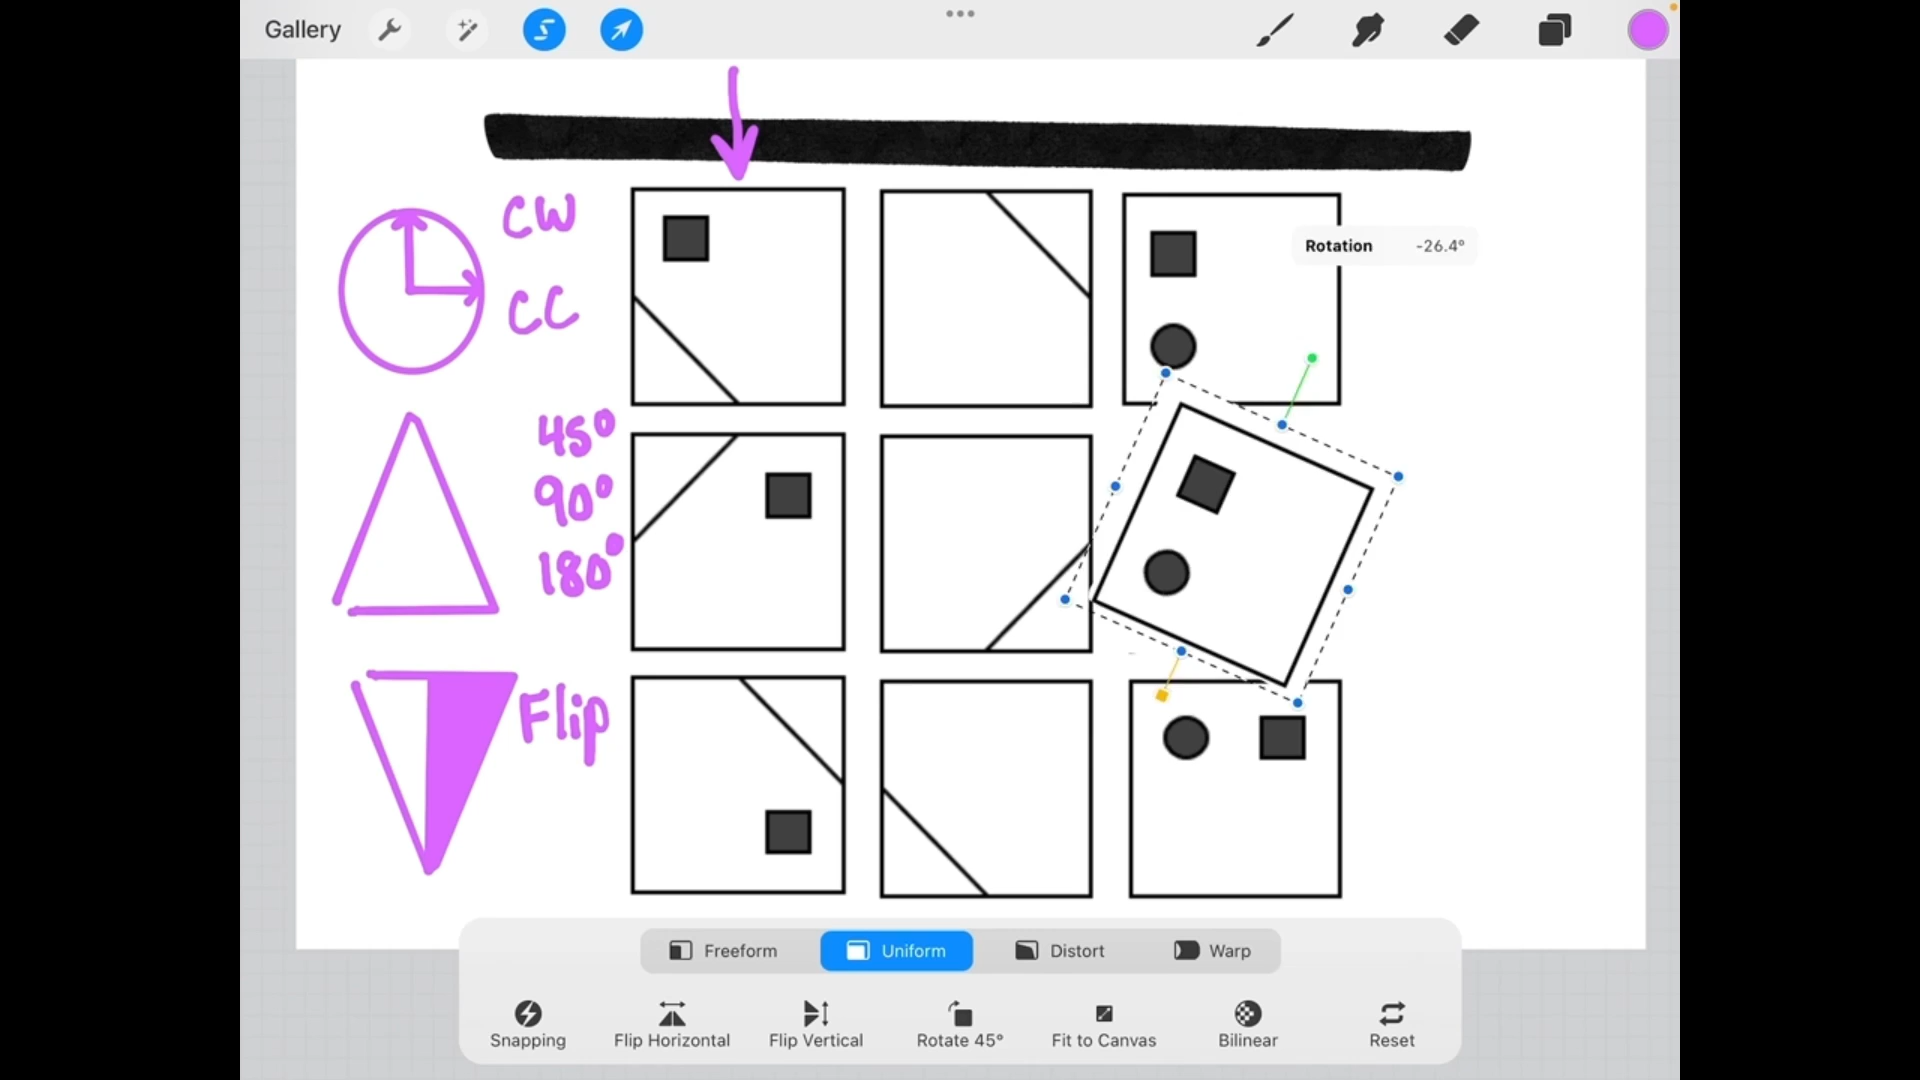 Gallery
CW
CC
Rotation -26.4°
45°
90°
180°
Flip
Freeform Uniform Distort Warp
Snapping Flip Horizontal Flip Vertical Rotate 45° Fit to Canvas Bilinear Reset